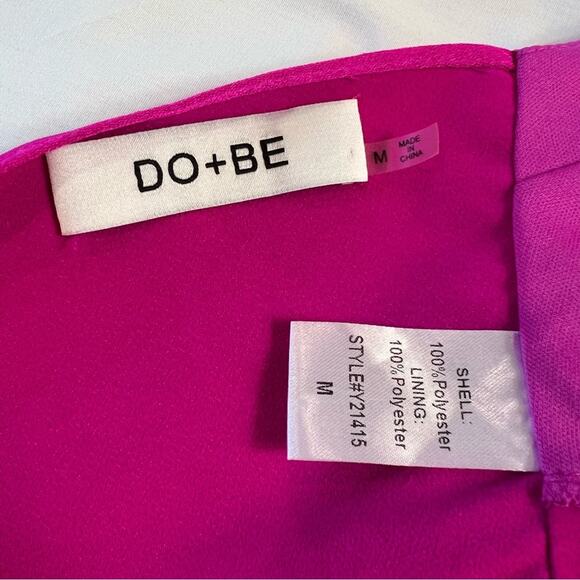 DO+BE
M
MADE
IN
CHINA
SHELL:
100%Polyester
LINING:
100%Polyester
STYLE#Y21415
M